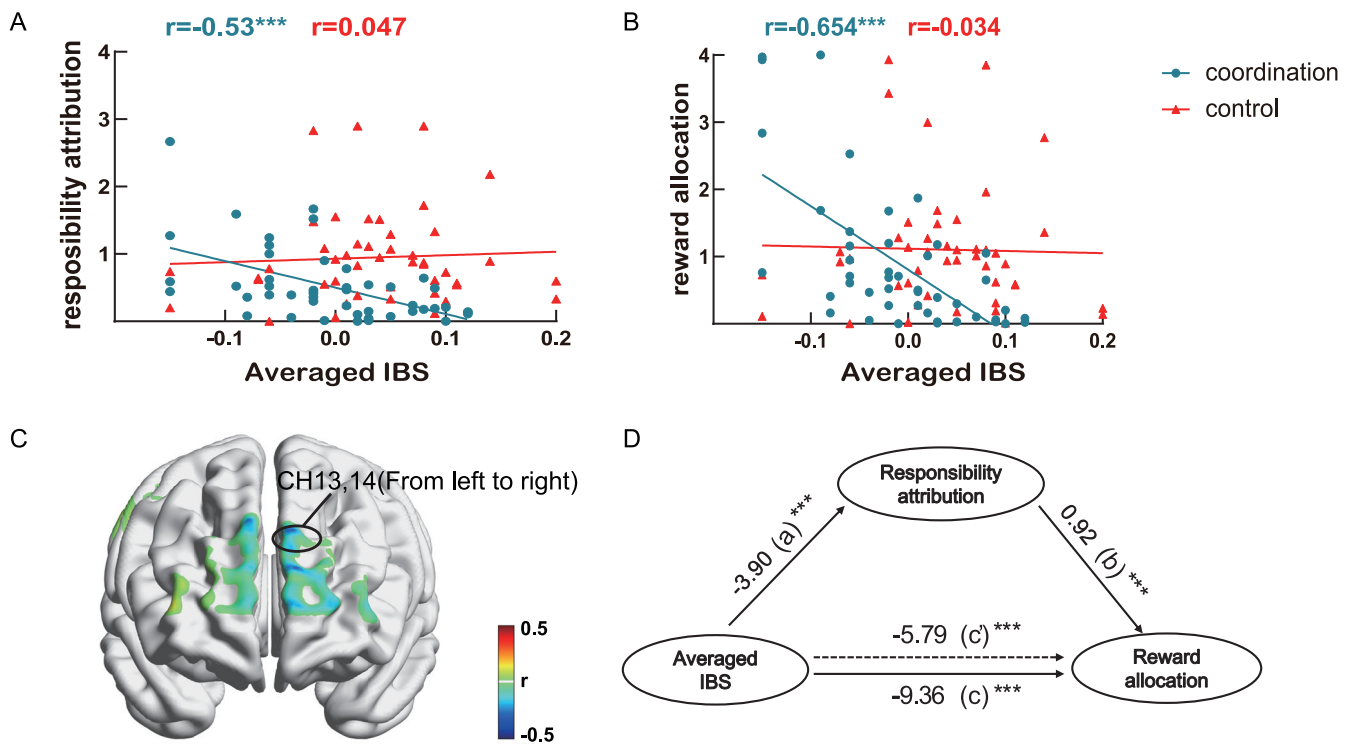 A
r=-0.53*** r=0.047
4
3
2
1
resposibility attribution
-0.1 0.0 0.1 0.2
Averaged IBS
B
r=-0.654*** r=-0.034
4
3
2
1
reward allocation
-0.1 0.0 0.1 0.2
Averaged IBS
coordination
control
C
CH13,14(From left to right)
0.5
r
-0.5
D
Responsibility
attribution
-3.90 (a) ***
0.92 (b) ***
-5.79 (c') ***
-9.36 (c) ***
Averaged
IBS
Reward
allocation